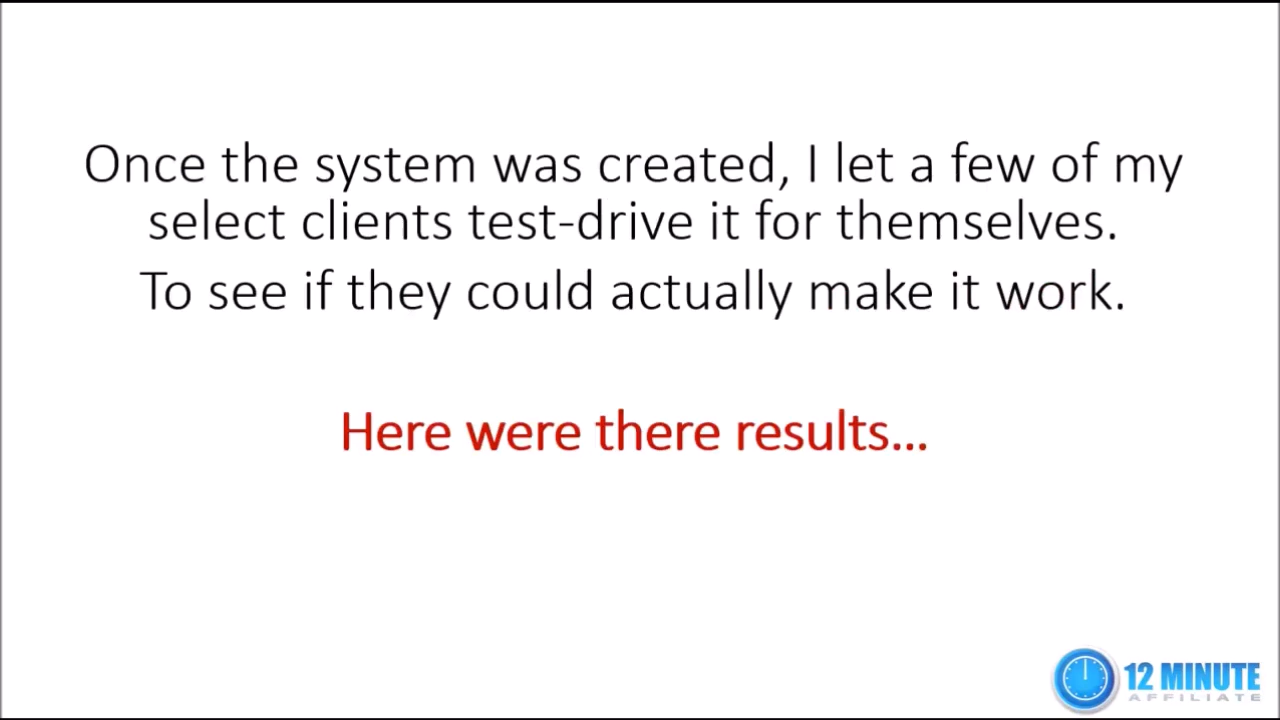 Once the system was created, I let a few of my
select clients test-drive it for themselves.
To see if they could actually make it work.
Here were there results...
12 MINUTE
AFFILIATE